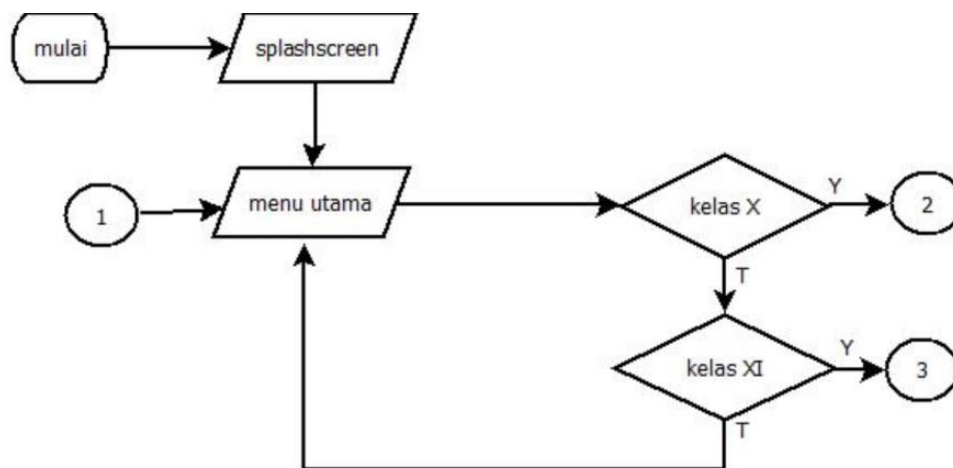 mulai
splashscreen
1
menu utama
kelas X
Y
2
T
kelas XI
Y
3
T